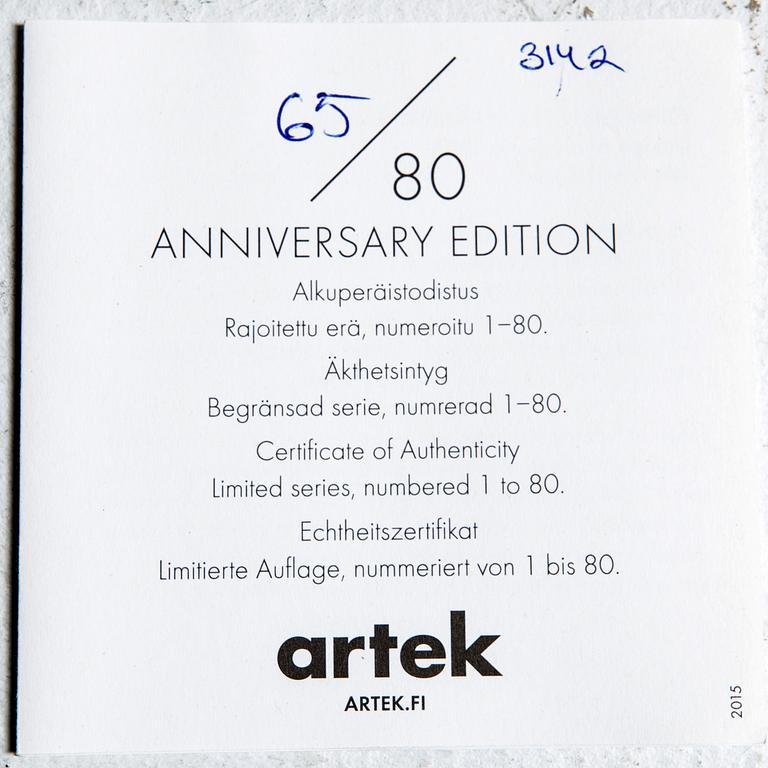 3142
65/80
ANNIVERSARY EDITION
Alkuperäistodistus
Rajoitettu erä, numeroitu 1–80.
Äkthetsintyg
Begränsad serie, numrerad 1–80.
Certificate of Authenticity
Limited series, numbered 1 to 80.
Echtheitszertifikat
Limitierte Auflage, nummeriert von 1 bis 80.
artek
ARTEK.FI
2015